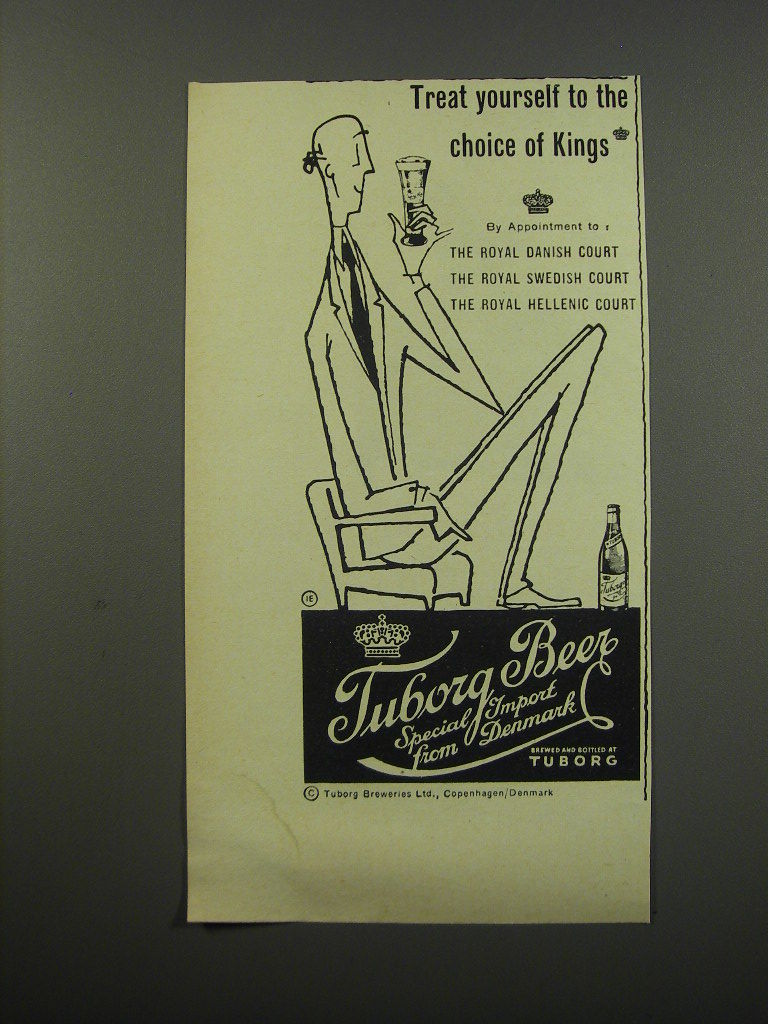 Treat yourself to the
choice of Kings
By Appointment to
THE ROYAL DANISH COURT
THE ROYAL SWEDISH COURT
THE ROYAL HELLENIC COURT
Tuborg
IE
Tuborg Beer
Special Import
from Denmark
BREWED AND BOTTLED AT
TUBORG
© Tuborg Breweries Ltd., Copenhagen/Denmark